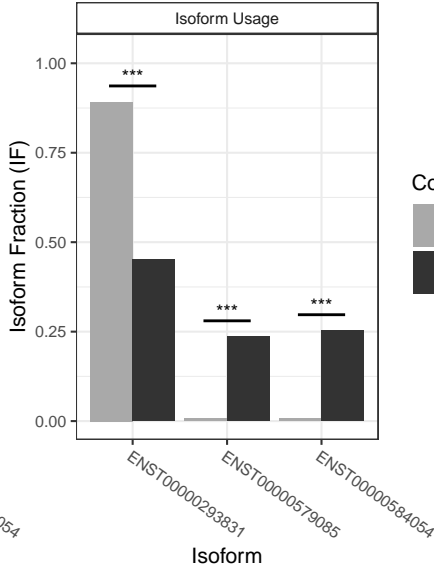 Isoform Usage
1.00
0.75
0.50
0.25
0.00
Isoform Fraction (IF)
***
***
***
ENST00000293831
ENST00000579085
ENST00000584054
Isoform